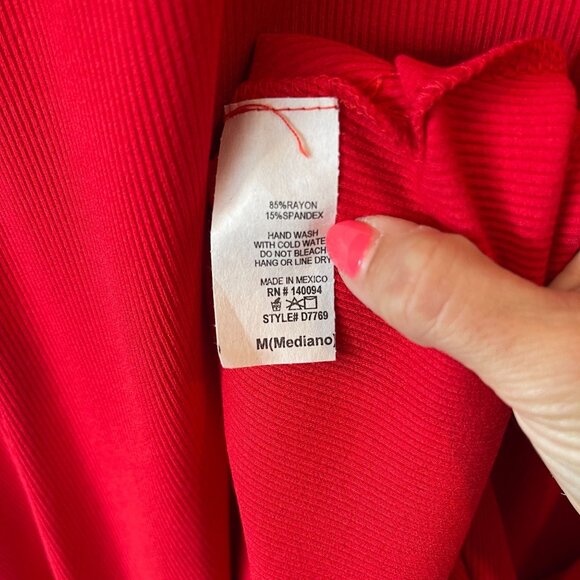 85%RAYON
15%SPANDEX
HAND WASH
WITH COLD WATE
DO NOT BLEACH
HANG OR LINE DRY
MADE IN MEXICO
RN # 140094
STYLE# D7769
M(Mediano)